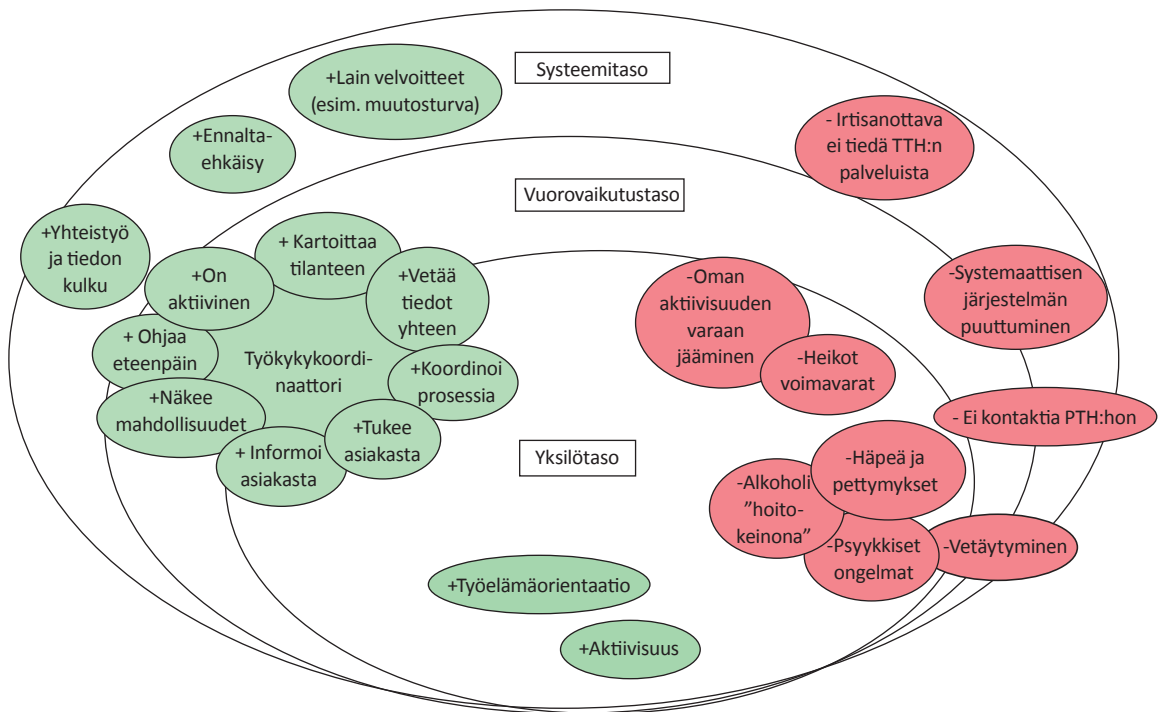 Systeemitaso
+Lain velvoitteet
(esim. muutosturva)
+Ennalta-
ehkäisy
- Irtisanottava
ei tiedä TTH:n
palveluista
Vuorovaikutustaso
+Yhteistyö
ja tiedon
kulku
+On
aktiivinen
+ Kartoittaa
tilanteen
+Vetää
tiedot
yhteen
+ Ohjaa
eteenpäin
Työkykykoordi-
naattori
+Koordinoi
prosessia
+Näkee
mahdollisuudet
+Tukee
asiakasta
+ Informoi
asiakasta
-Oman
aktiivisuuden
varaan
jääminen
-Heikot
voimavarat
-Systemaattisen
järjestelmän
puuttuminen
- Ei kontaktia PTH:hon
Yksilötaso
-Häpeä ja
pettymykset
-Alkoholi
”hoito-
keinona”
-Psyykkiset
ongelmat
-Vetäytyminen
+Työelämäorientaatio
+Aktiivisuus